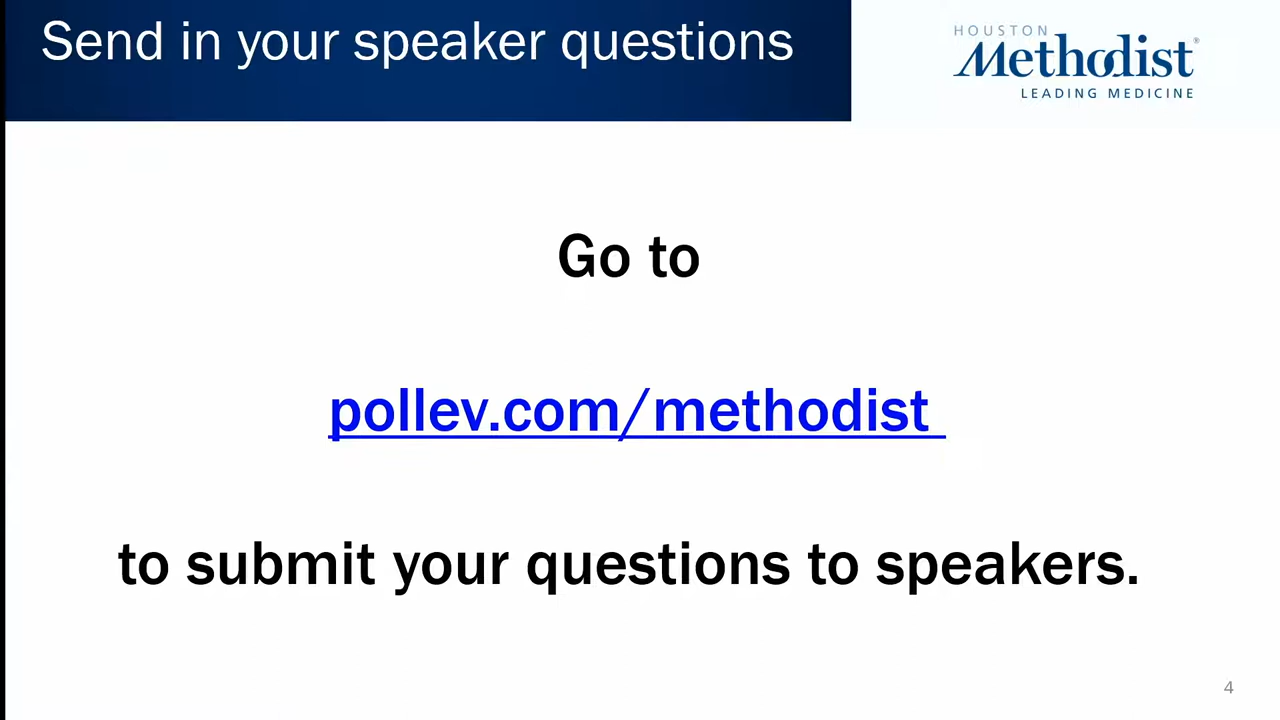 Send in your speaker questions
HOUSTON
Methodist®
LEADING MEDICINE
Go to
pollev.com/methodist
to submit your questions to speakers.
4